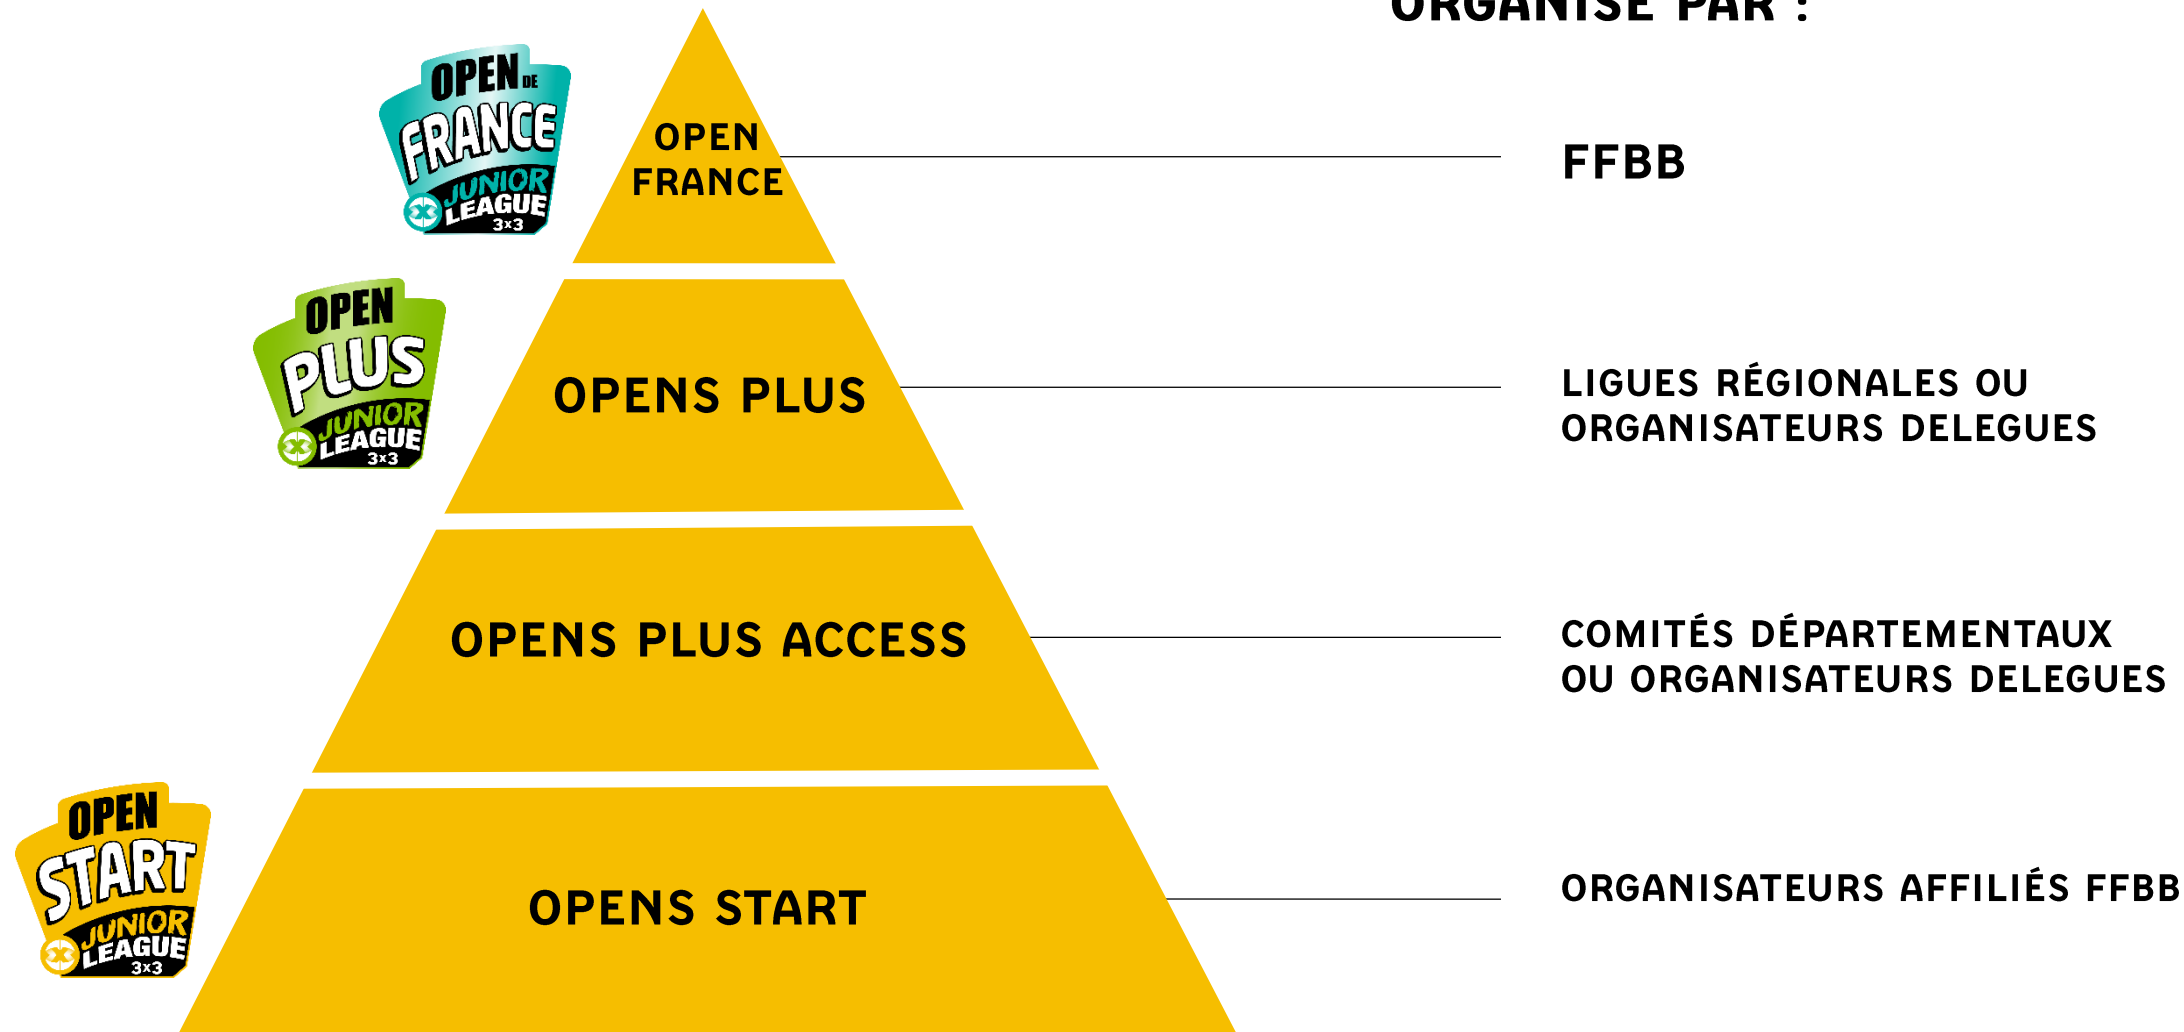 ORGANISÉ PAR :
OPEN DE
FRANCE
JUNIOR
LEAGUE
3x3
OPEN
FRANCE
FFBB
OPEN
PLUS
JUNIOR
LEAGUE
3x3
OPENS PLUS
LIGUES RÉGIONALES OU
ORGANISATEURS DELEGUES
OPENS PLUS ACCESS
COMITÉS DÉPARTEMENTAUX
OU ORGANISATEURS DELEGUES
OPEN
START
JUNIOR
LEAGUE
3x3
OPENS START
ORGANISATEURS AFFILIÉS FFBB